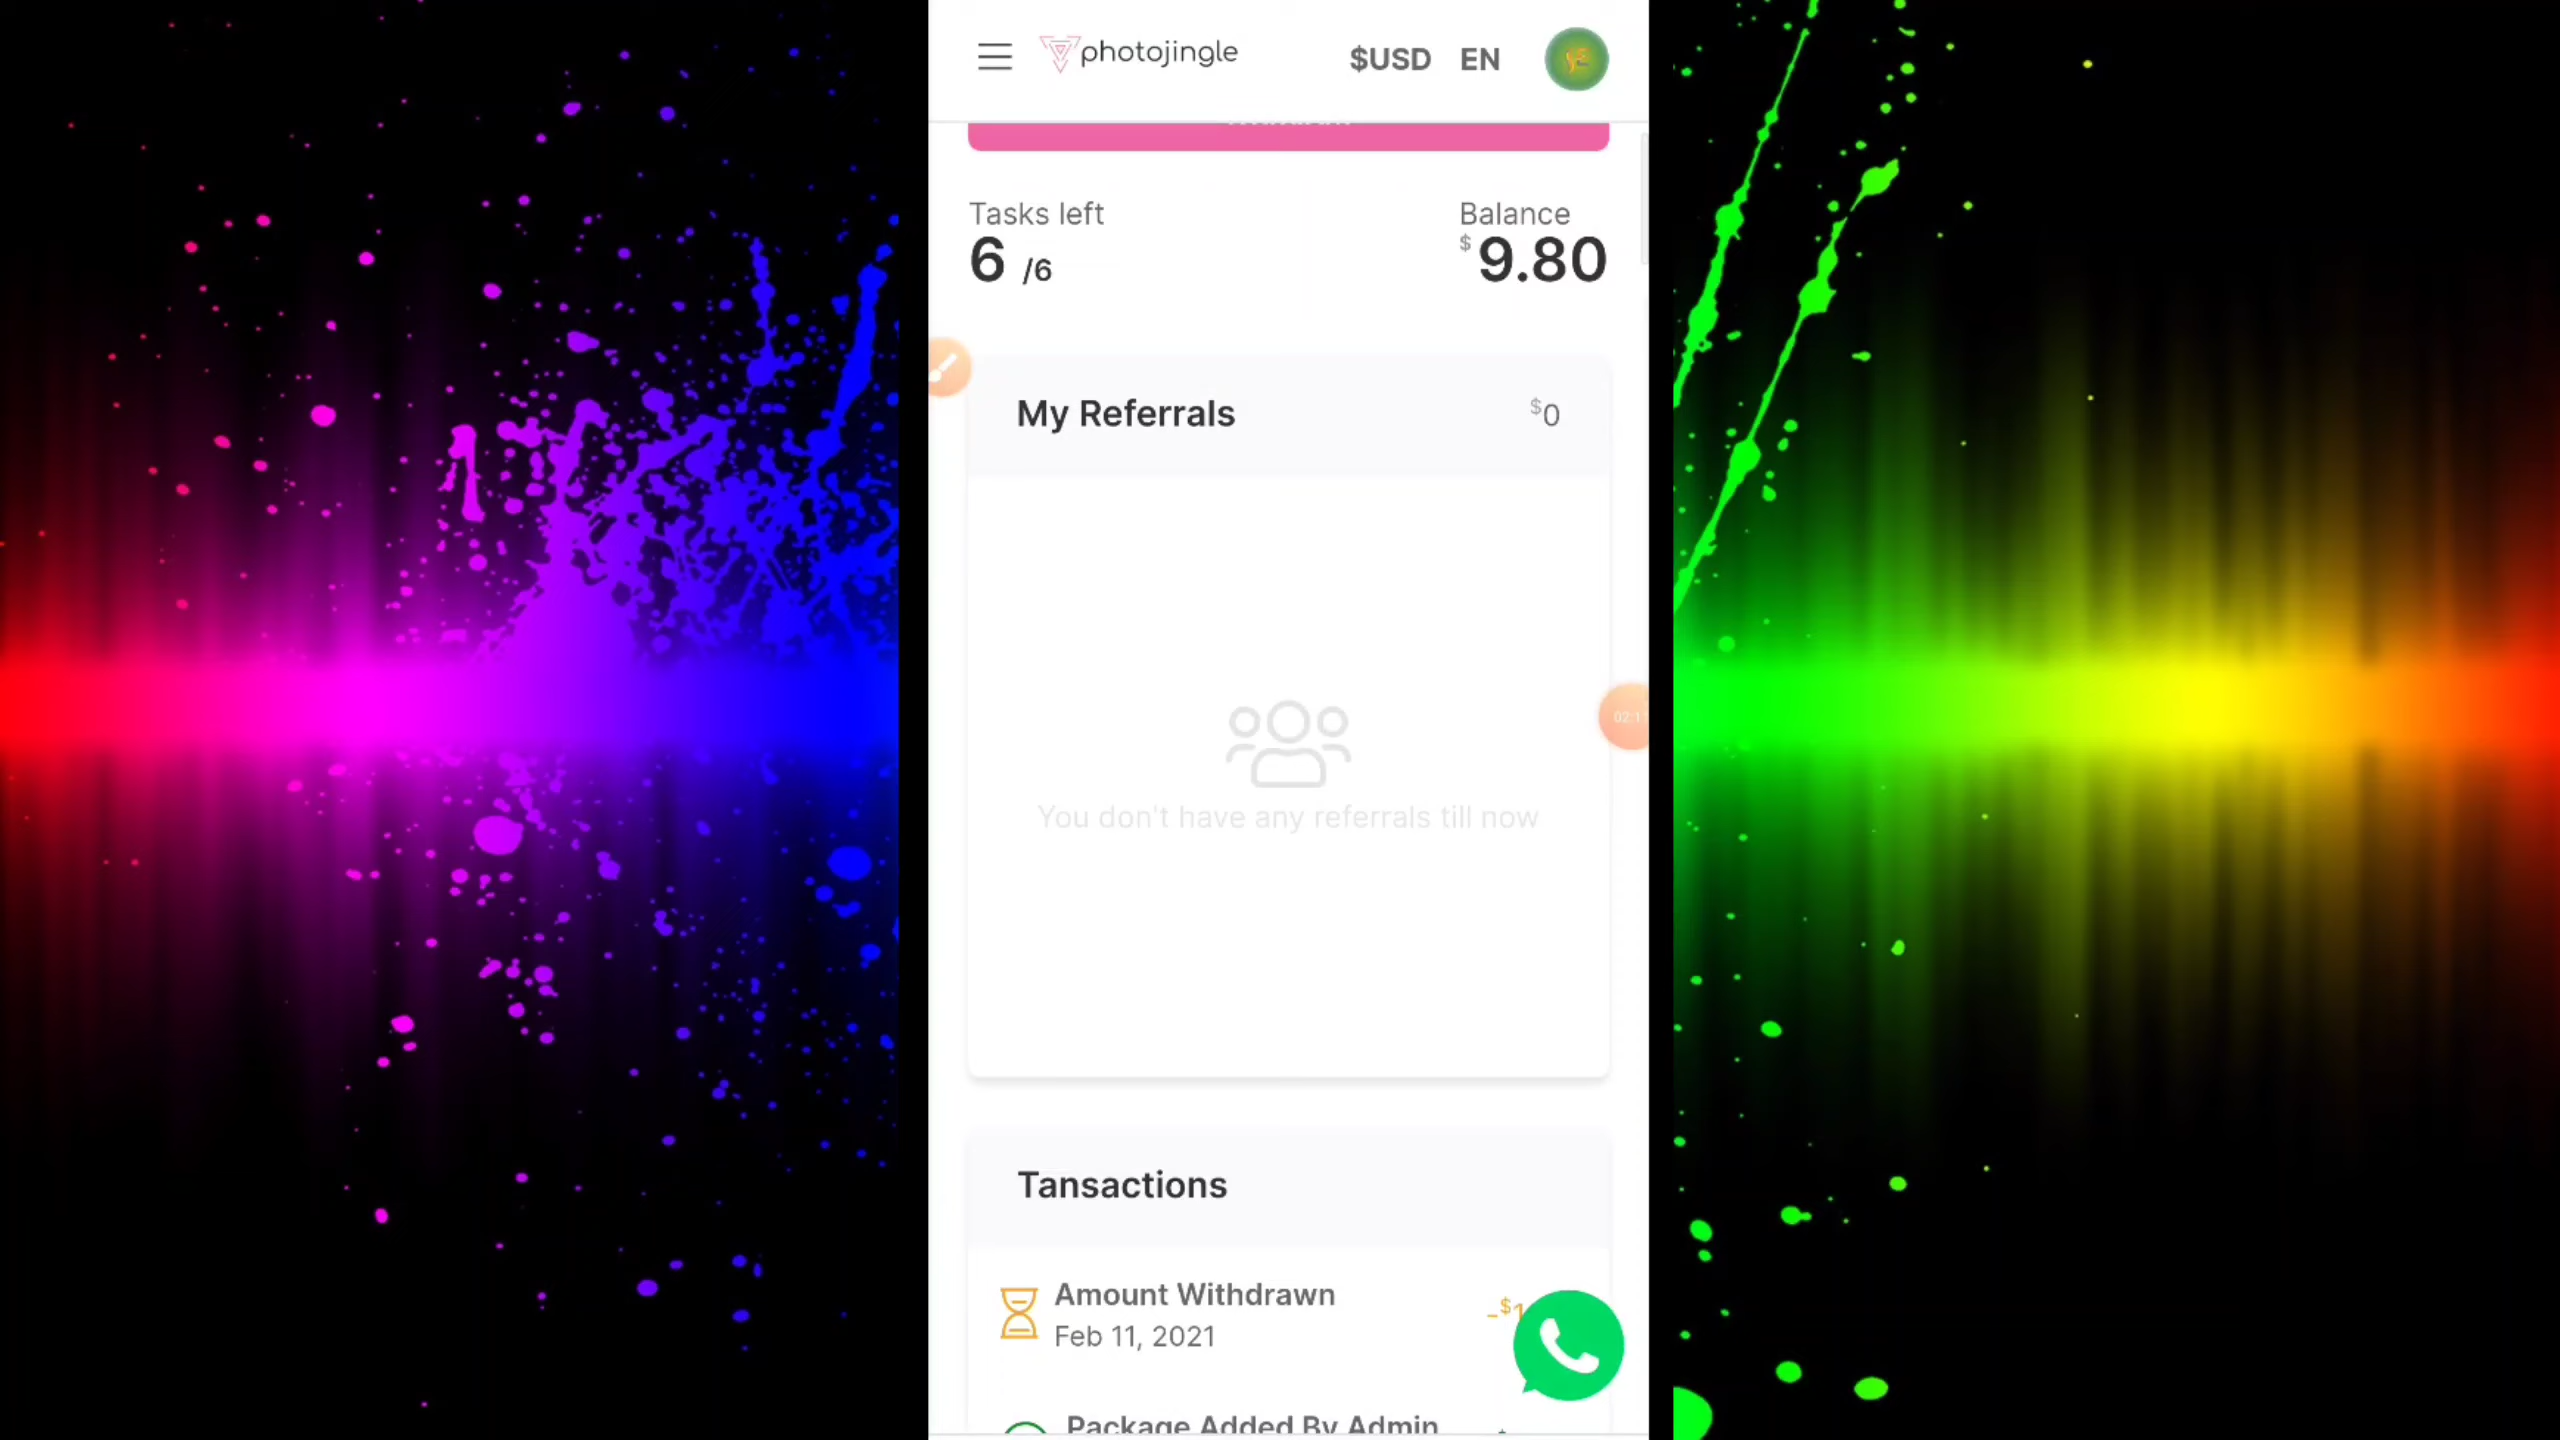 photojingle
$USD EN
Tasks left
6 /6
Balance
$9.80
My Referrals
$0
You don't have any referrals till now
Tansactions
Amount Withdrawn
Feb 11, 2021
-$1
Package Added By Admin